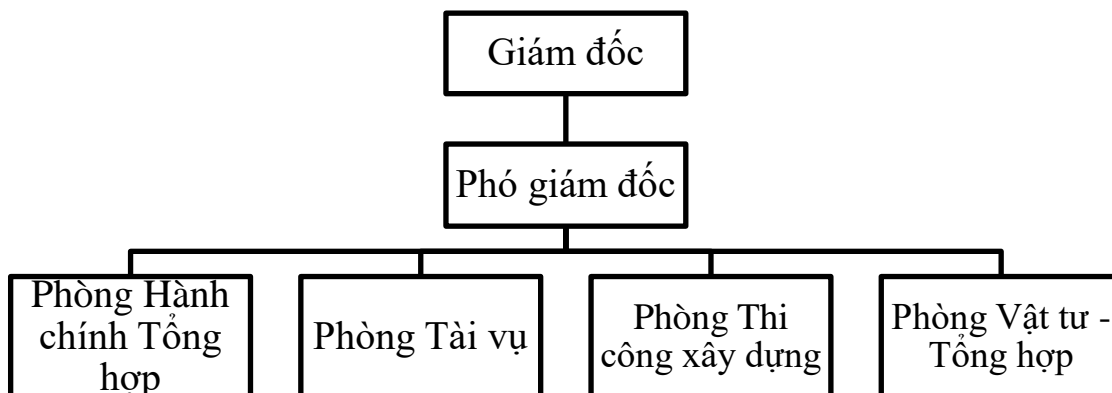 Giám đốc
Phó giám đốc
Phòng Hành
chính Tổng
hợp
Phòng Tài vụ
Phòng Thi
công xây dựng
Phòng Vật tư -
Tổng hợp